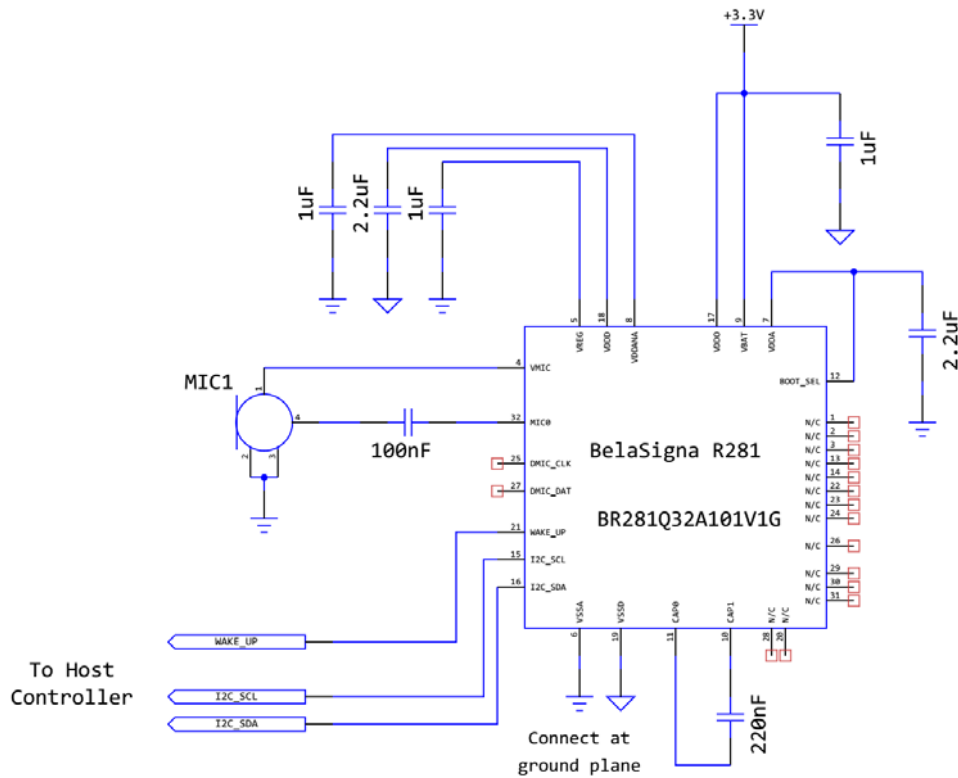 +3.3V
1uF
1uF
2.2uF
1uF
2.2uF
5
18
8
17
9
7
VREG
VDDD
VDDANA
VDDO
VBAT
VDDA
MIC1
1
4
2
3
100nF
4
VMIC
32
MIC0
25
DMIC_CLK
27
DMIC_DAT
21
WAKE_UP
15
I2C_SCL
16
I2C_SDA
BelaSigna R281
BR281Q32A101V1G
BOOT_SEL
12
N/C
1
N/C
2
N/C
3
N/C
13
N/C
14
N/C
22
N/C
23
N/C
24
N/C
26
N/C
29
N/C
30
N/C
31
VSSA
VSSD
CAP0
CAP1
N/C
N/C
6
19
11
10
28
20
220nF
To Host
Controller
WAKE_UP
I2C_SCL
I2C_SDA
Connect at
ground plane